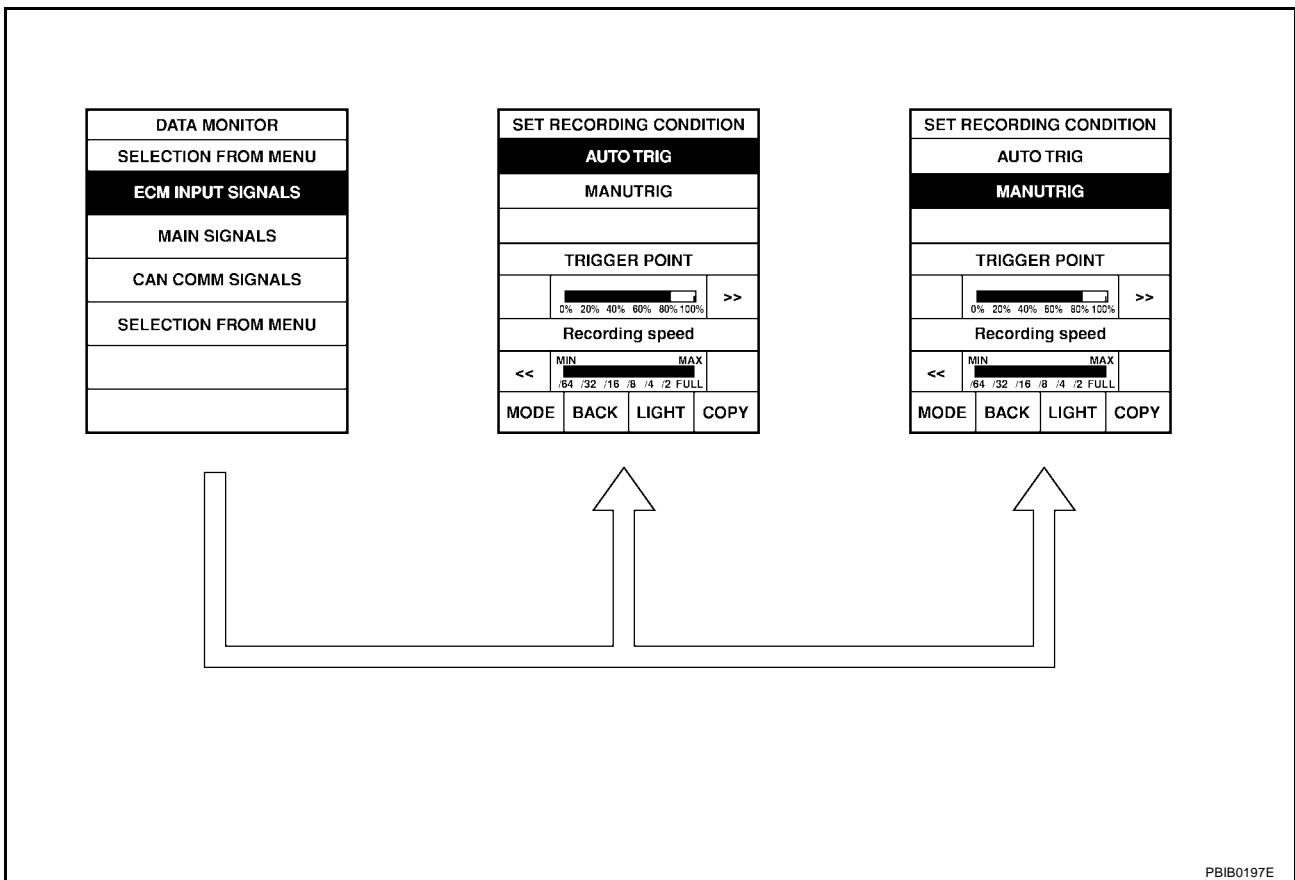 DATA MONITOR
SELECTION FROM MENU
ECM INPUT SIGNALS
MAIN SIGNALS
CAN COMM SIGNALS
SELECTION FROM MENU
SET RECORDING CONDITION
AUTO TRIG
MANUTRIG
TRIGGER POINT
>>
0% 20% 40% 60% 80% 100%
Recording speed
MIN MAX
<<
/64 /32 /16 /8 /4 /2 FULL
MODE BACK LIGHT COPY
SET RECORDING CONDITION
AUTO TRIG
MANUTRIG
TRIGGER POINT
>>
0% 20% 40% 60% 80% 100%
Recording speed
MIN MAX
<<
/64 /32 /16 /8 /4 /2 FULL
MODE BACK LIGHT COPY
PBIB0197E